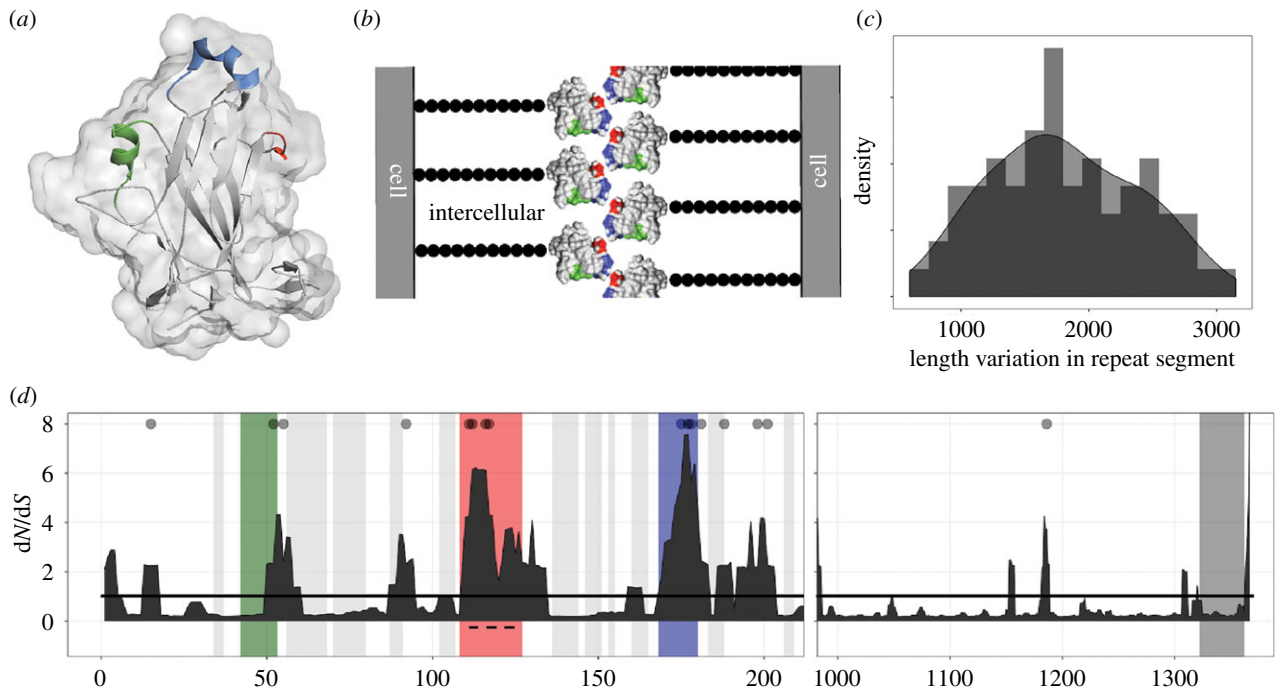 (a)
(b)
cell
intercellular
cell
(c)
density
1000 2000 3000
length variation in repeat segment
(d)
dN/dS
8
6
4
2
0
0 50 100 150 200 1000 1100 1200 1300